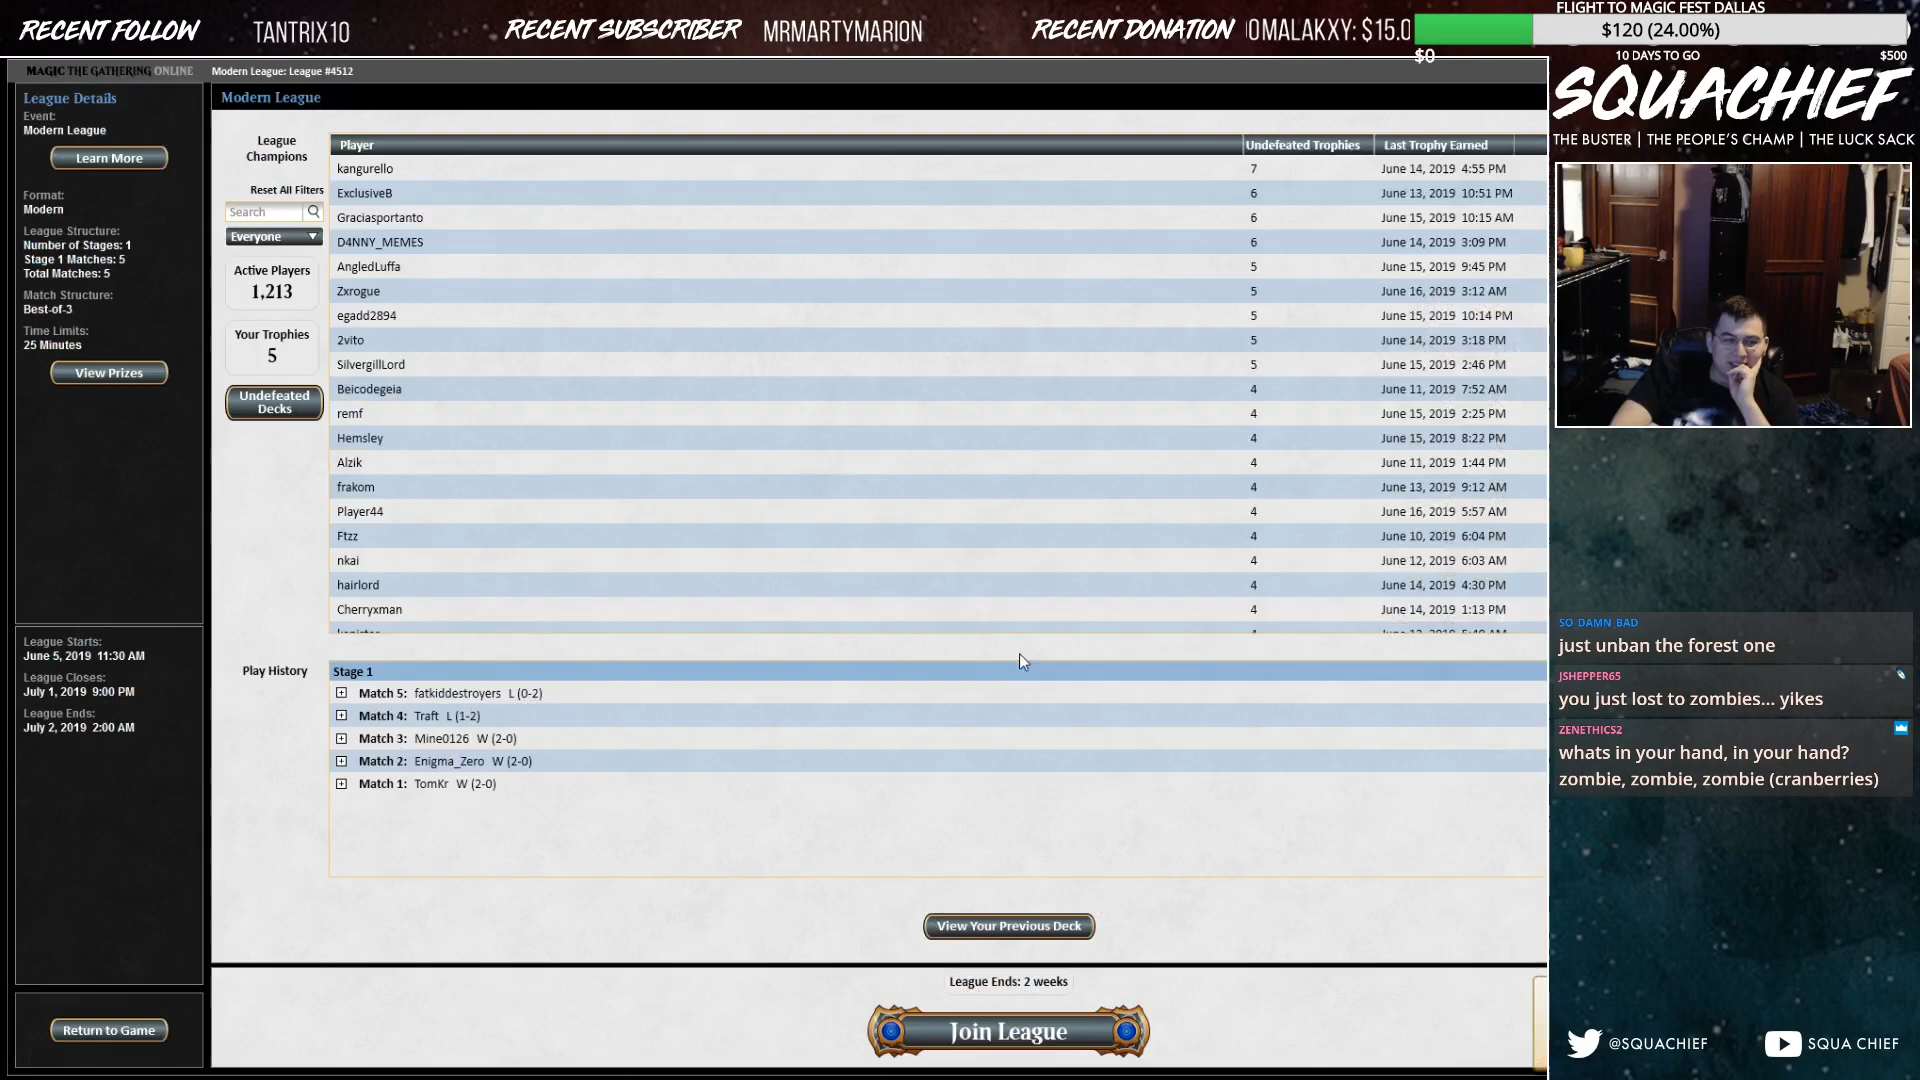 RECENT FOLLOW TANTRIX10 RECENT SUBSCRIBER MRMARTYMARION RECENT DONATION OMALAKXY: $15.0
FLIGHT TO MAGIC FEST DALLAS
$120 (24.00%)
$0 10 DAYS TO GO $500
SQUACHIEF
THE BUSTER | THE PEOPLE'S CHAMP | THE LUCK SACK
MAGIC THE GATHERING ONLINE Modern League: League #4512
League Details
Event:
Modern League
Learn More
Format:
Modern
League Structure:
Number of Stages: 1
Stage 1 Matches: 5
Total Matches: 5
Match Structure:
Best-of-3
Time Limits:
25 Minutes
View Prizes
League Starts:
June 5, 2019 11:30 AM
League Closes:
July 1, 2019 9:00 PM
League Ends:
July 2, 2019 2:00 AM
Return to Game
Modern League
League
Champions
Reset All Filters
Search
Everyone
Active Players
1,213
Your Trophies
5
Undefeated
Decks
Player Undefeated Trophies Last Trophy Earned
kangurello 7 June 14, 2019 4:55 PM
ExclusiveB 6 June 13, 2019 10:51 PM
Graciasportanto 6 June 15, 2019 10:15 AM
D4NNY_MEMES 6 June 14, 2019 3:09 PM
AngledLuffa 5 June 15, 2019 9:45 PM
Zxrogue 5 June 16, 2019 3:12 AM
egadd2894 5 June 15, 2019 10:14 PM
2vito 5 June 14, 2019 3:18 PM
SilvergillLord 5 June 15, 2019 2:46 PM
Beicodegeia 4 June 11, 2019 7:52 AM
remf 4 June 15, 2019 2:25 PM
Hemsley 4 June 15, 2019 8:22 PM
Alzik 4 June 11, 2019 1:44 PM
frakom 4 June 13, 2019 9:12 AM
Player44 4 June 16, 2019 5:57 AM
Ftzz 4 June 10, 2019 6:04 PM
nkai 4 June 12, 2019 6:03 AM
hairlord 4 June 14, 2019 4:30 PM
Cherryxman 4 June 14, 2019 1:13 PM
Play History
Stage 1
Match 5: fatkiddestroyers L (0-2)
Match 4: Traft L (1-2)
Match 3: Mine0126 W (2-0)
Match 2: Enigma_Zero W (2-0)
Match 1: TomKr W (2-0)
View Your Previous Deck
League Ends: 2 weeks
Join League
SO_DAMN_BAD
just unban the forest one
JSHEPPER65
you just lost to zombies... yikes
ZENETHICS2
whats in your hand, in your hand?
zombie, zombie, zombie (cranberries)
@SQUACHIEF SQUA CHIEF